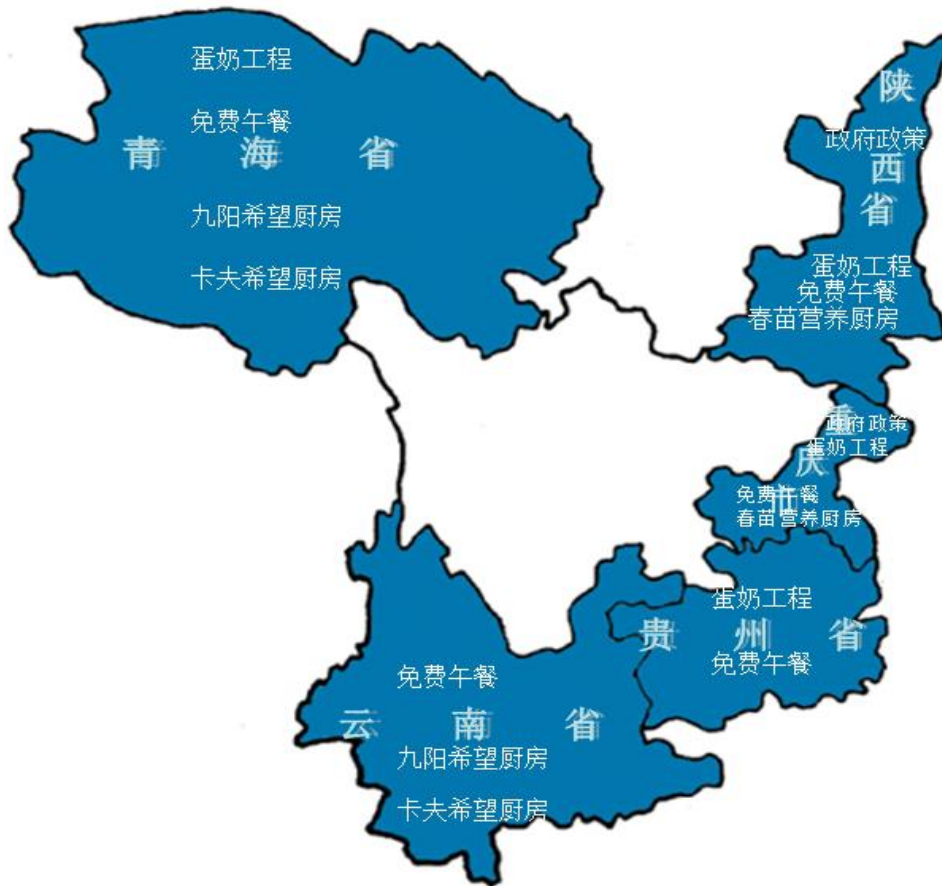 蛋奶工程
免费午餐
青海省
九阳希望厨房
卡夫希望厨房
陕西省
政府政策
蛋奶工程
免费午餐
春苗营养厨房
重庆市
政府政策
蛋奶工程
免费午餐
春苗营养厨房
蛋奶工程
贵州省
免费午餐
免费午餐
云南省
九阳希望厨房
卡夫希望厨房